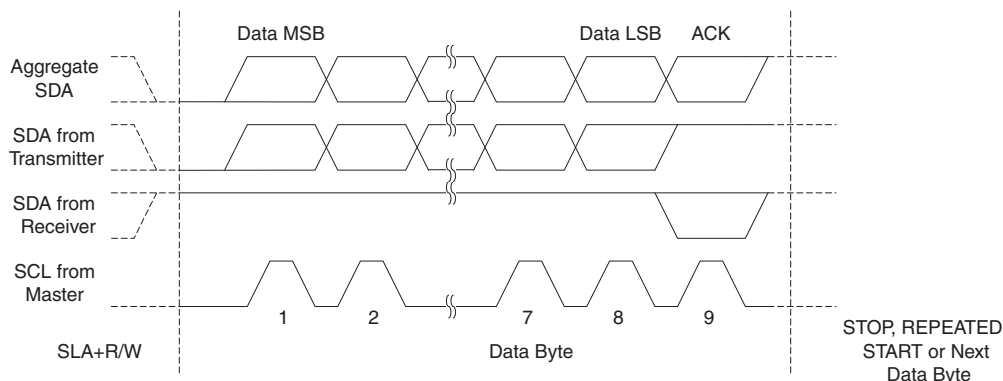 Data MSB
Data LSB
ACK
Aggregate
SDA
SDA from
Transmitter
SDA from
Receiver
SCL from
Master
1
2
7
8
9
SLA+R/W
Data Byte
STOP, REPEATED
START or Next
Data Byte